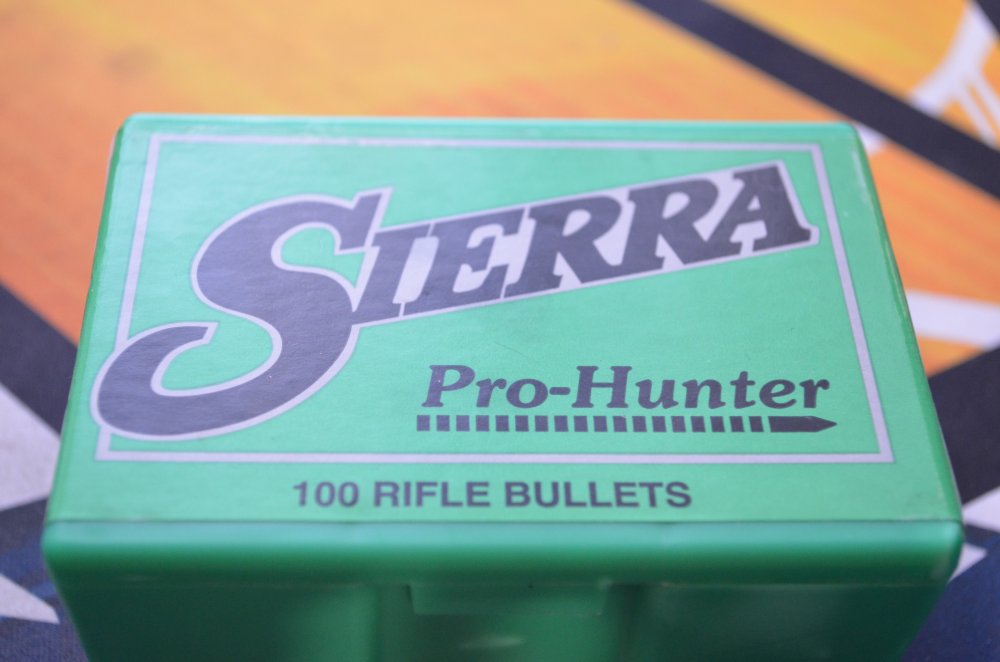 SIERRA
Pro-Hunter
100 RIFLE BULLETS